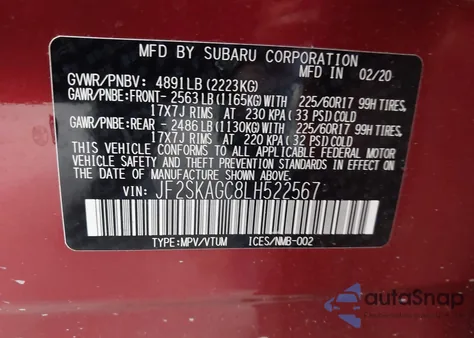 MFD BY SUBARU CORPORATION
IN 02/20
GVWR/PNBV: 4891LB (2223KG)
GAWR/PNBE:FRONT-2563LB(1165KG)WITH 225/60R17 99H TIRES,
17X7J RIMS AT 230 KPA (33 PSI)COLD
GAWR/PNBE:REAR -2486LB(1130KG)WITH 225/60R17 99H TIRES,
17X7J RIMS AT 220 KPA (32 PSI)COLD
THIS VEHICLE CONFORMS TO ALL APPLICABLE
FEDERAL MOTOR VEHICLE SAFETY, BUMPER,
AND THEFT PREVENTION STANDARDS IN EFFECT ON
THE DATE OF MANUFACTURE SHOWN ABOVE.
VIN: JF2SKAGC8LH522567
TYPE:MPV/VTUM ICES/NMB-002
autoSnap